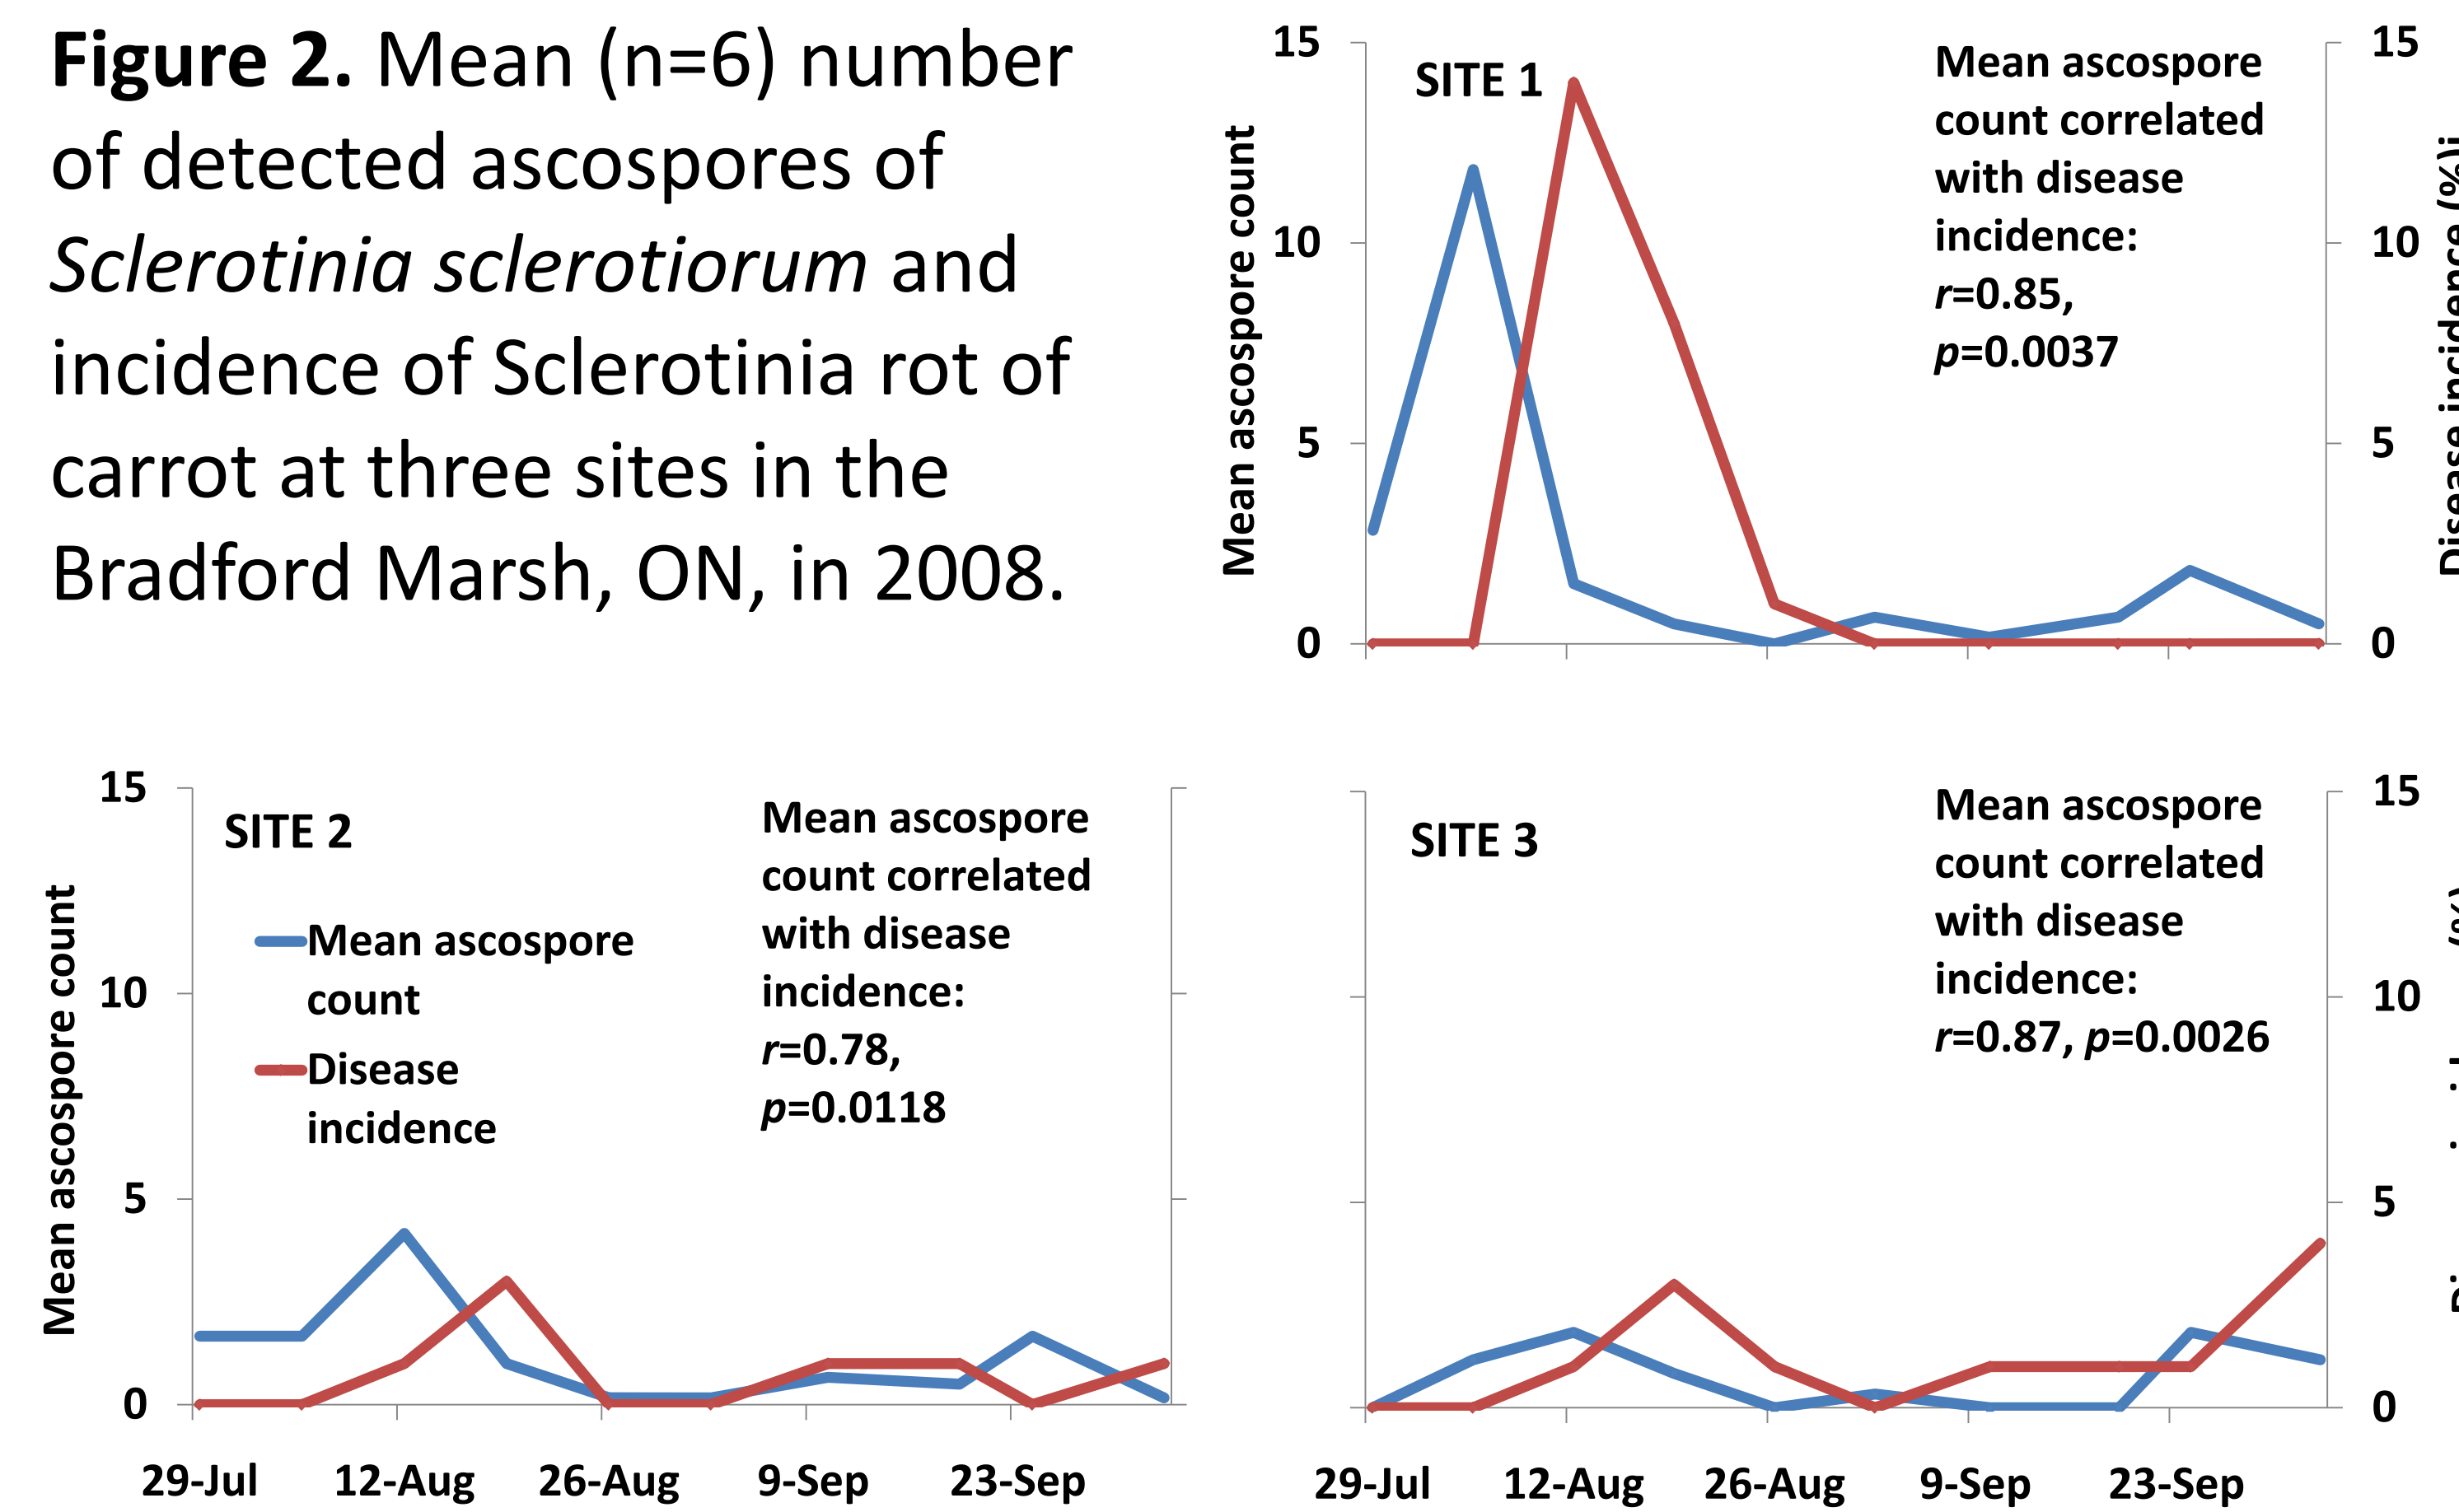 Figure 2. Mean (n=6) number
of detected ascospores of
Sclerotinia sclerotiorum and
incidence of Sclerotinia rot of
carrot at three sites in the
Bradford Marsh, ON, in 2008.
15
10
5
0
Mean ascospore count
SITE 1
Mean ascospore
count correlated
with disease
incidence:
r=0.85,
p=0.0037
15
10
5
0
Disease incidence (%)i
15
10
5
0
Mean ascospore count
SITE 2
Mean ascospore
count
Disease
incidence
Mean ascospore
count correlated
with disease
incidence:
r=0.78,
p=0.0118
29-Jul
12-Aug
26-Aug
9-Sep
23-Sep
SITE 3
Mean ascospore
count correlated
with disease
incidence:
r=0.87, p=0.0026
15
10
5
0
29-Jul
12-Aug
26-Aug
9-Sep
23-Sep